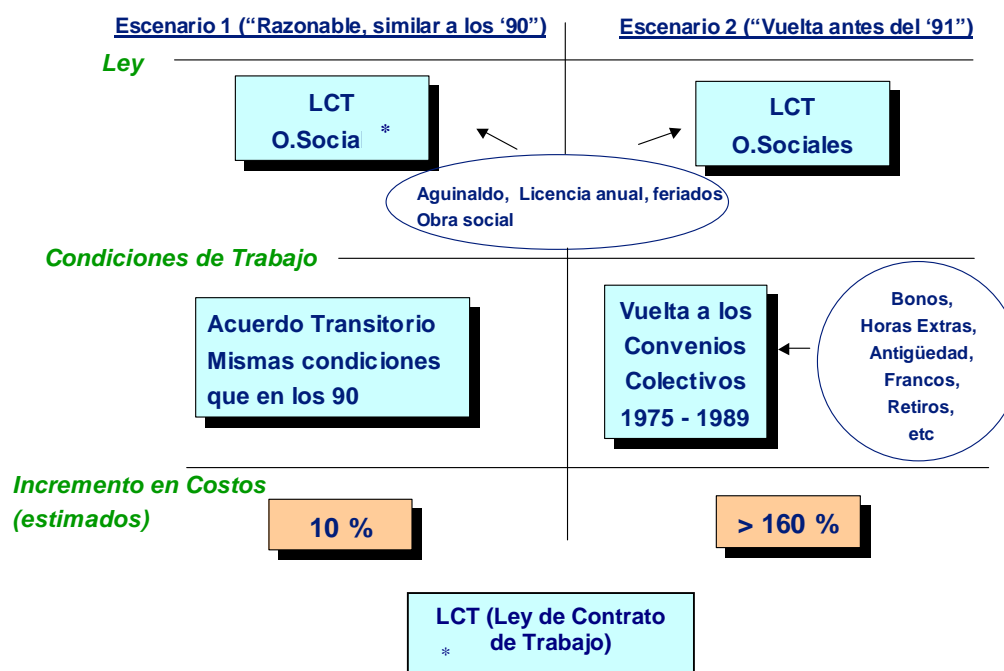 Escenario 1 (“Razonable, similar a los ‘90”)
Escenario 2 (“Vuelta antes del ‘91”)
Ley
LCT
O.Social *
LCT
O.Sociales
Aguinaldo, Licencia anual, feriados
Obra social
Condiciones de Trabajo
Acuerdo Transitorio
Mismas condiciones
que en los 90
Vuelta a los
Convenios
Colectivos
1975 - 1989
Bonos,
Horas Extras,
Antigüedad,
Francos,
Retiros,
etc
Incremento en Costos
(estimados)
10 %
> 160 %
LCT (Ley de Contrato
de Trabajo)
*